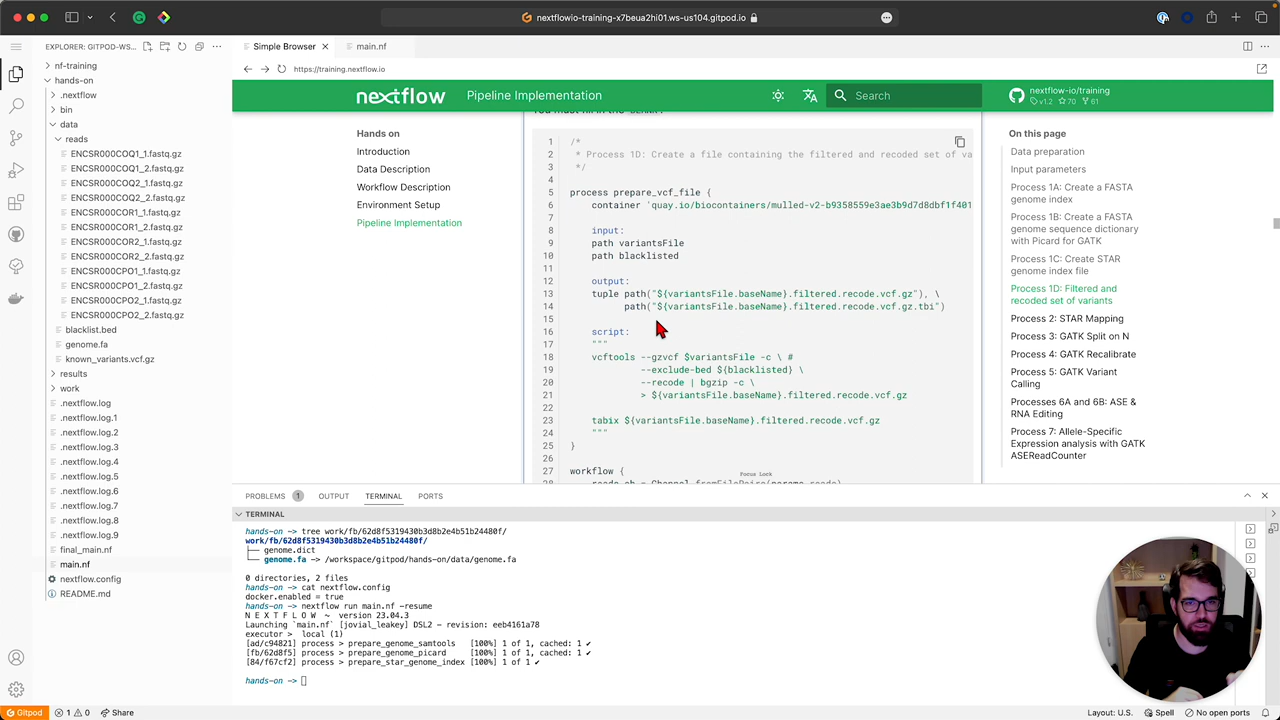 nextflowio-training-x7beua2hi01.ws-us104.gitpod.io
EXPLORER: GITPOD-WS...
nf-training
hands-on
.nextflow
bin
data
reads
ENCSR000COQ1_1.fastq.gz
ENCSR000COQ1_2.fastq.gz
ENCSR000COQ2_1.fastq.gz
ENCSR000COQ2_2.fastq.gz
ENCSR000COR1_1.fastq.gz
ENCSR000COR1_2.fastq.gz
ENCSR000COR2_1.fastq.gz
ENCSR000COR2_2.fastq.gz
ENCSR000CPO1_1.fastq.gz
ENCSR000CPO1_2.fastq.gz
ENCSR000CPO2_1.fastq.gz
ENCSR000CPO2_2.fastq.gz
blacklist.bed
genome.fa
known_variants.vcf.gz
results
work
.nextflow.log
.nextflow.log.1
.nextflow.log.2
.nextflow.log.3
.nextflow.log.4
.nextflow.log.5
.nextflow.log.6
.nextflow.log.7
.nextflow.log.8
.nextflow.log.9
final_main.nf
main.nf
nextflow.config
README.md
Simple Browser
main.nf
https://training.nextflow.io
nextflow
Pipeline Implementation
Search
nextflow-io/training
v1.2 70 61
Hands on
Introduction
Data Description
Workflow Description
Environment Setup
Pipeline Implementation
1 /*
2 * Process 1D: Create a file containing the filtered and recoded set of va
3 */
4
5 process prepare_vcf_file {
6 container 'quay.io/biocontainers/mulled-v2-b9358559e3ae3b9d7d8dbf1f401
7
8 input:
9 path variantsFile
10 path blacklisted
11
12 output:
13 tuple path("${variantsFile.baseName}.filtered.recode.vcf.gz"), \
14 path("${variantsFile.baseName}.filtered.recode.vcf.gz.tbi")
15
16 script:
17 """
18 vcftools --gzvcf $variantsFile -c \ #
19 --exclude-bed ${blacklisted} \
20 --recode | bgzip -c \
21 > ${variantsFile.baseName}.filtered.recode.vcf.gz
22
23 tabix ${variantsFile.baseName}.filtered.recode.vcf.gz
24 """
25 }
26
27 workflow {
Focus Lock
On this page
Data preparation
Input parameters
Process 1A: Create a FASTA
genome index
Process 1B: Create a FASTA
genome sequence dictionary
with Picard for GATK
Process 1C: Create STAR
genome index file
Process 1D: Filtered and
recoded set of variants
Process 2: STAR Mapping
Process 3: GATK Split on N
Process 4: GATK Recalibrate
Process 5: GATK Variant
Calling
Processes 6A and 6B: ASE &
RNA Editing
Process 7: Allele-Specific
Expression analysis with GATK
ASEReadCounter
PROBLEMS 1 OUTPUT TERMINAL PORTS
TERMINAL
hands-on -> tree work/fb/62d8f5319430b3d8b2e4b51b24480f/
work/fb/62d8f5319430b3d8b2e4b51b24480f/
├── genome.dict
└── genome.fa -> /workspace/gitpod/hands-on/data/genome.fa
0 directories, 2 files
hands-on -> cat nextflow.config
docker.enabled = true
hands-on -> nextflow run main.nf -resume
N E X T F L O W ~ version 23.04.3
Launching `main.nf` [jovial_leakey] DSL2 - revision: eeb4161a78
executor > local (1)
[ad/c94821] process > prepare_genome_samtools [100%] 1 of 1, cached: 1 ✔
[fb/62d8f5] process > prepare_genome_picard [100%] 1 of 1, cached: 1 ✔
[84/f67cf2] process > prepare_star_genome_index [100%] 1 of 1 ✔
hands-on ->
Gitpod
1 0
Share
Layout: U.S.
Spell
No open ports